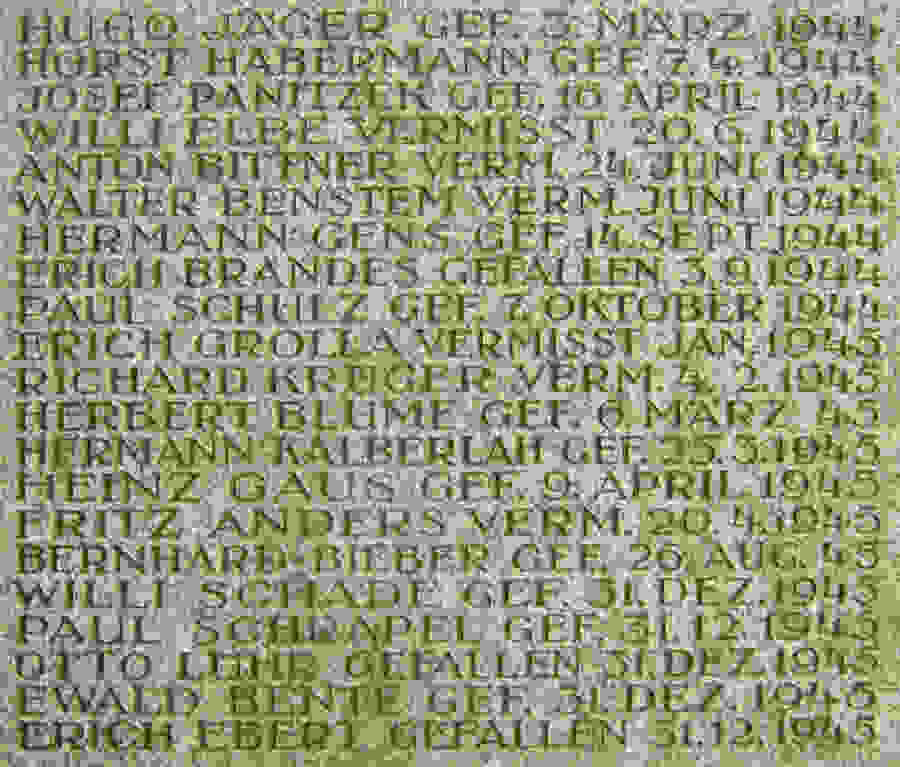 HUGO JÄGER GEF. 3. MÄRZ 1944
HORST HABERMANN GEF. 7. 4. 1944
JOSEF PANITZEK GEF. 16. APRIL 1944
WILLI ELBE VERMISST 20. 6. 1944
ANTON BITTNER VERM. 24. JUNI 1944
WALTER BENSTEM VERM. JUNI 1944
HERMANN GENS GEF. 14. SEPT. 1944
ERICH BRANDES GEFALLEN 3. 9. 1944
PAUL SCHULZ GEF. 7. OKTOBER 1944
ERICH GROLLA VERMISST JAN. 1945
RICHARD KRÜGER VERM. 4. 2. 1945
HERBERT BLUME GEF. 6. MÄRZ 45
HERMANN KALBERLAH GEF. 3. 1945
HEINZ GAUS GEF. 9. APRIL 1945
FRITZ ANDERS VERM. 20. 4. 1945
BERNHARD BIEBER GEF. AUG. 45
WILLI SCHADE GEF. 31. DEZ. 1945
PAUL GEF. 31. 12. 1945
OTTO GEFALLEN 31. DEZ. 1945
EWALD BENTE GEF. 31. DEZ. 1945
ERICH EBERT GEFALLEN 31. 12. 1945